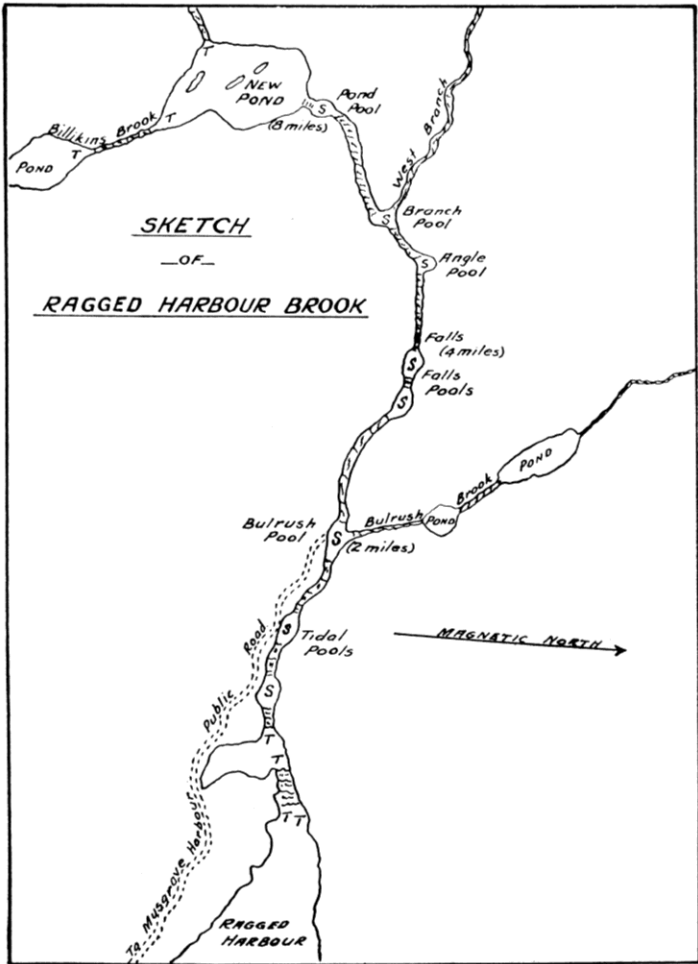 T
NEW
POND
S
Pond
Pool
(8 miles)
T
Billikins Brook
T
POND
West Branch
S
Branch
Pool
S
Angle
Pool
SKETCH
OF
RAGGED HARBOUR BROOK
Falls
(4 miles)
S
Falls
Pools
S
POND
Brook
Bulrush
POND
Bulrush
Pool
S
(2 miles)
S
Tidal
Pools
MAGNETIC NORTH
S
Public Road
T
T
T T
To Musgrove Harbour
RAGGED
HARBOUR